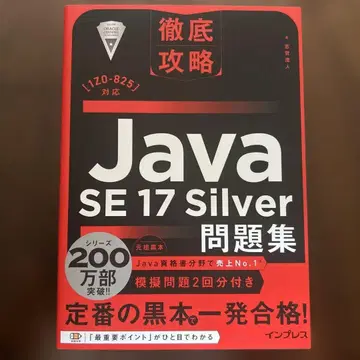 徹底
攻略
[1Z0-825]
対応
Java
SE 17 Silver
問題集
元祖黒本
Java資格書分野で売上No.1
シリーズ
200
万部
突破!!
模擬問題2回分付き
定番の黒本で一発合格!
「最重要ポイント」がひと目でわかる
インプレス